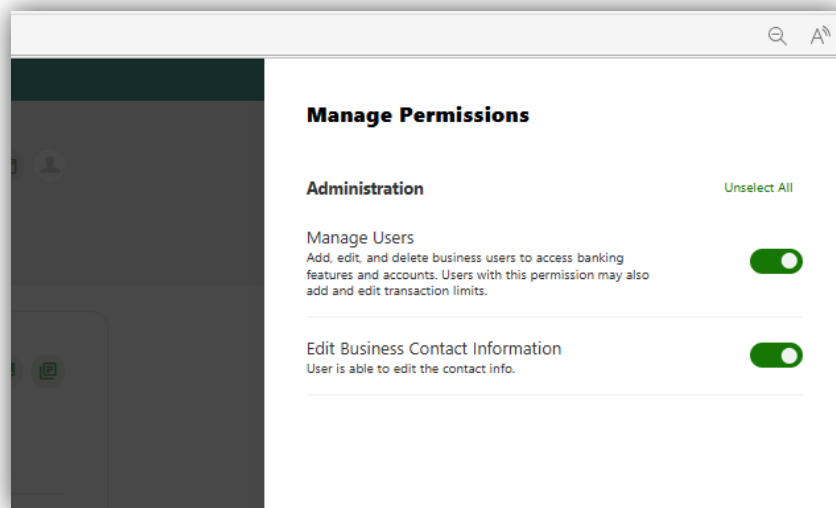 Manage Permissions
Administration
Unselect All
Manage Users
Add, edit, and delete business users to access banking
features and accounts. Users with this permission may also
add and edit transaction limits.
Edit Business Contact Information
User is able to edit the contact info.